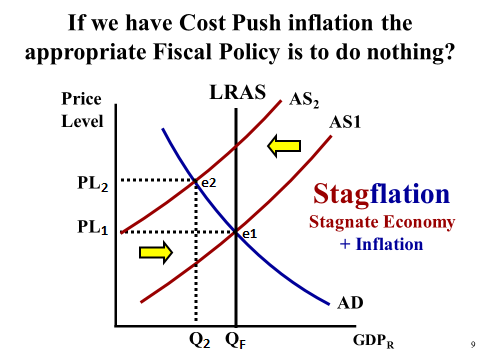 If we have Cost Push inflation the
appropriate Fiscal Policy is to do nothing?
Price
Level
LRAS
AS2
AS1
PL2
e2
Stagflation
Stagnate Economy
+ Inflation
PL1
e1
AD
Q2
QF
GDPR
9